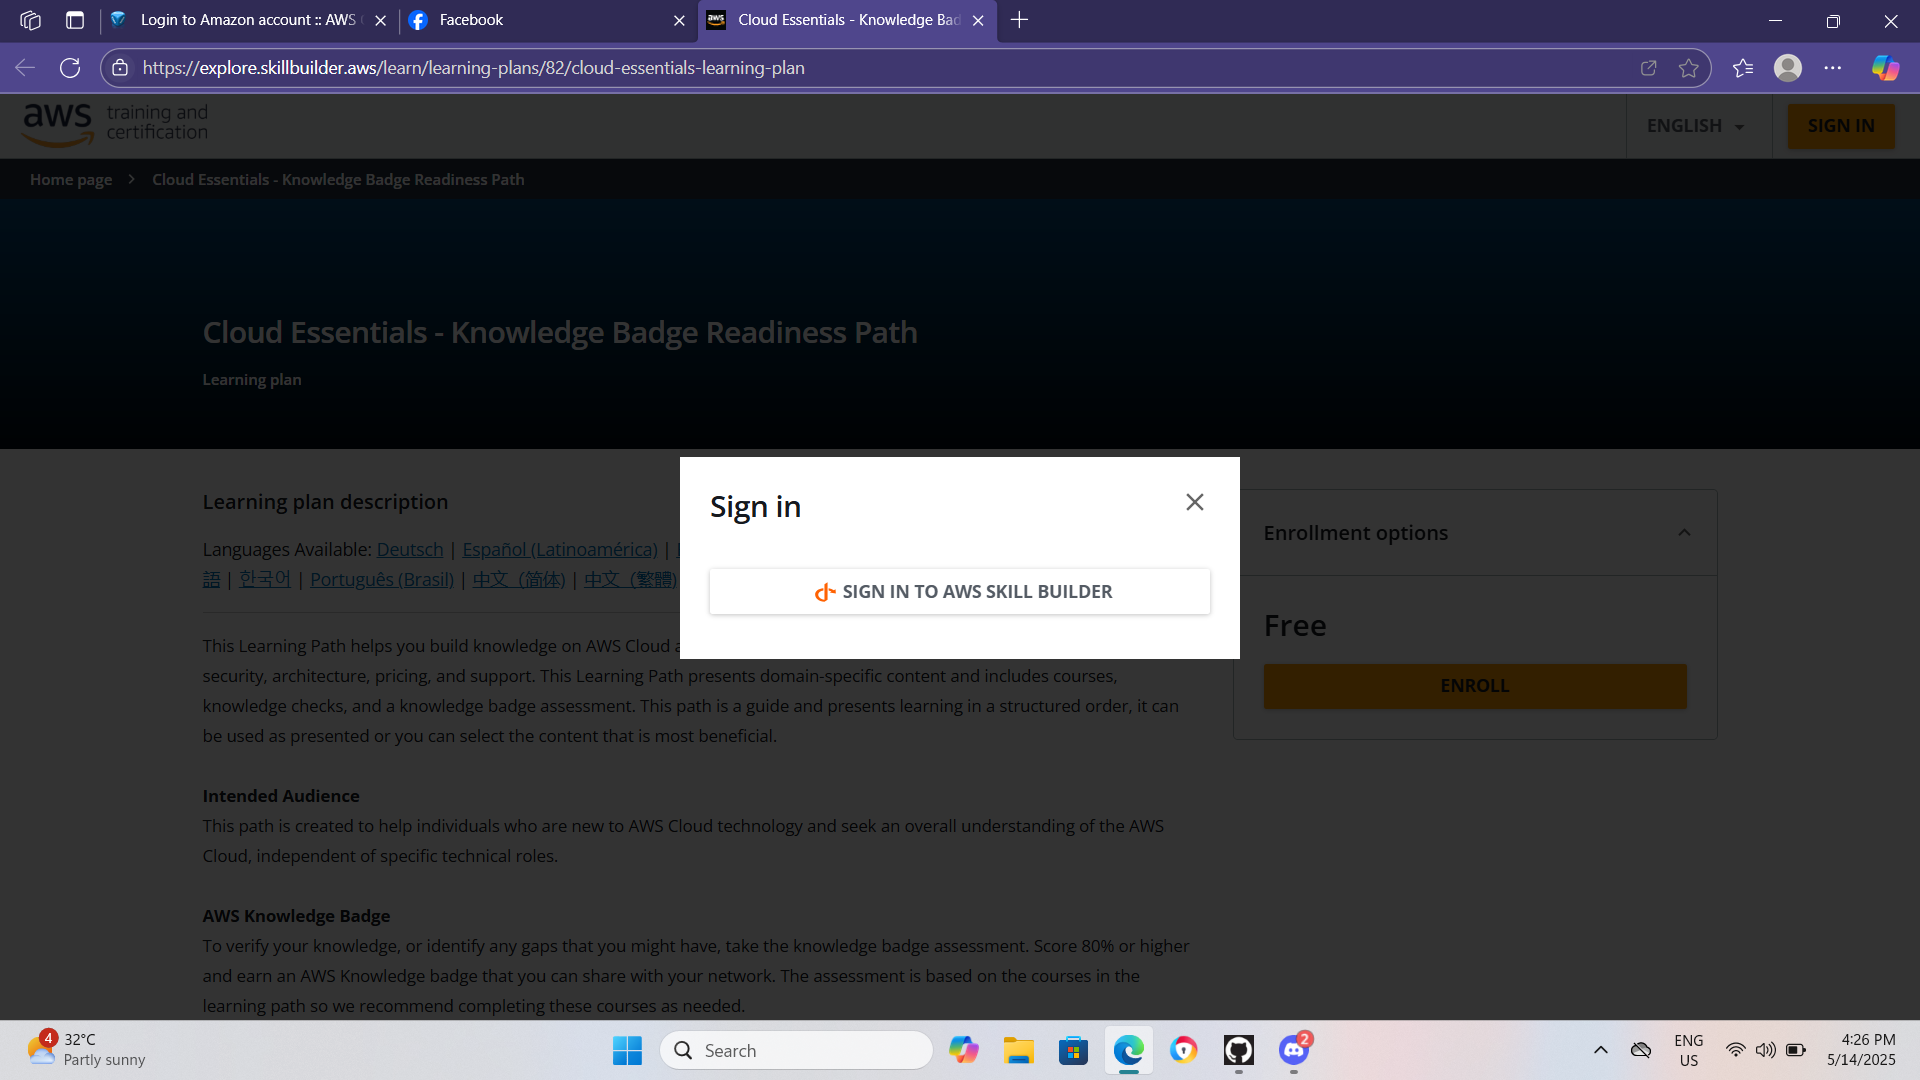 Login to Amazon account :: AWS
Facebook
Cloud Essentials - Knowledge Bad
https://explore.skillbuilder.aws/learn/learning-plans/82/cloud-essentials-learning-plan
aws training and certification
ENGLISH
SIGN IN
Home page > Cloud Essentials - Knowledge Badge Readiness Path
Cloud Essentials - Knowledge Badge Readiness Path
Learning plan
Learning plan description
Languages Available: Deutsch | Español (Latinoamérica) |
語 | 한국어 | Português (Brasil) | 中文（简体) | 中文（繁體)
This Learning Path helps you build knowledge on AWS Cloud
security, architecture, pricing, and support. This Learning Path presents domain-specific content and includes courses,
knowledge checks, and a knowledge badge assessment. This path is a guide and presents learning in a structured order, it can
be used as presented or you can select the content that is most beneficial.
Intended Audience
This path is created to help individuals who are new to AWS Cloud technology and seek an overall understanding of the AWS
Cloud, independent of specific technical roles.
AWS Knowledge Badge
To verify your knowledge, or identify any gaps that you might have, take the knowledge badge assessment. Score 80% or higher
and earn an AWS Knowledge badge that you can share with your network. The assessment is based on the courses in the
learning path so we recommend completing these courses as needed.
Sign in
SIGN IN TO AWS SKILL BUILDER
Enrollment options
Free
ENROLL
4
32°C
Partly sunny
Search
2
ENG
US
4:26 PM
5/14/2025